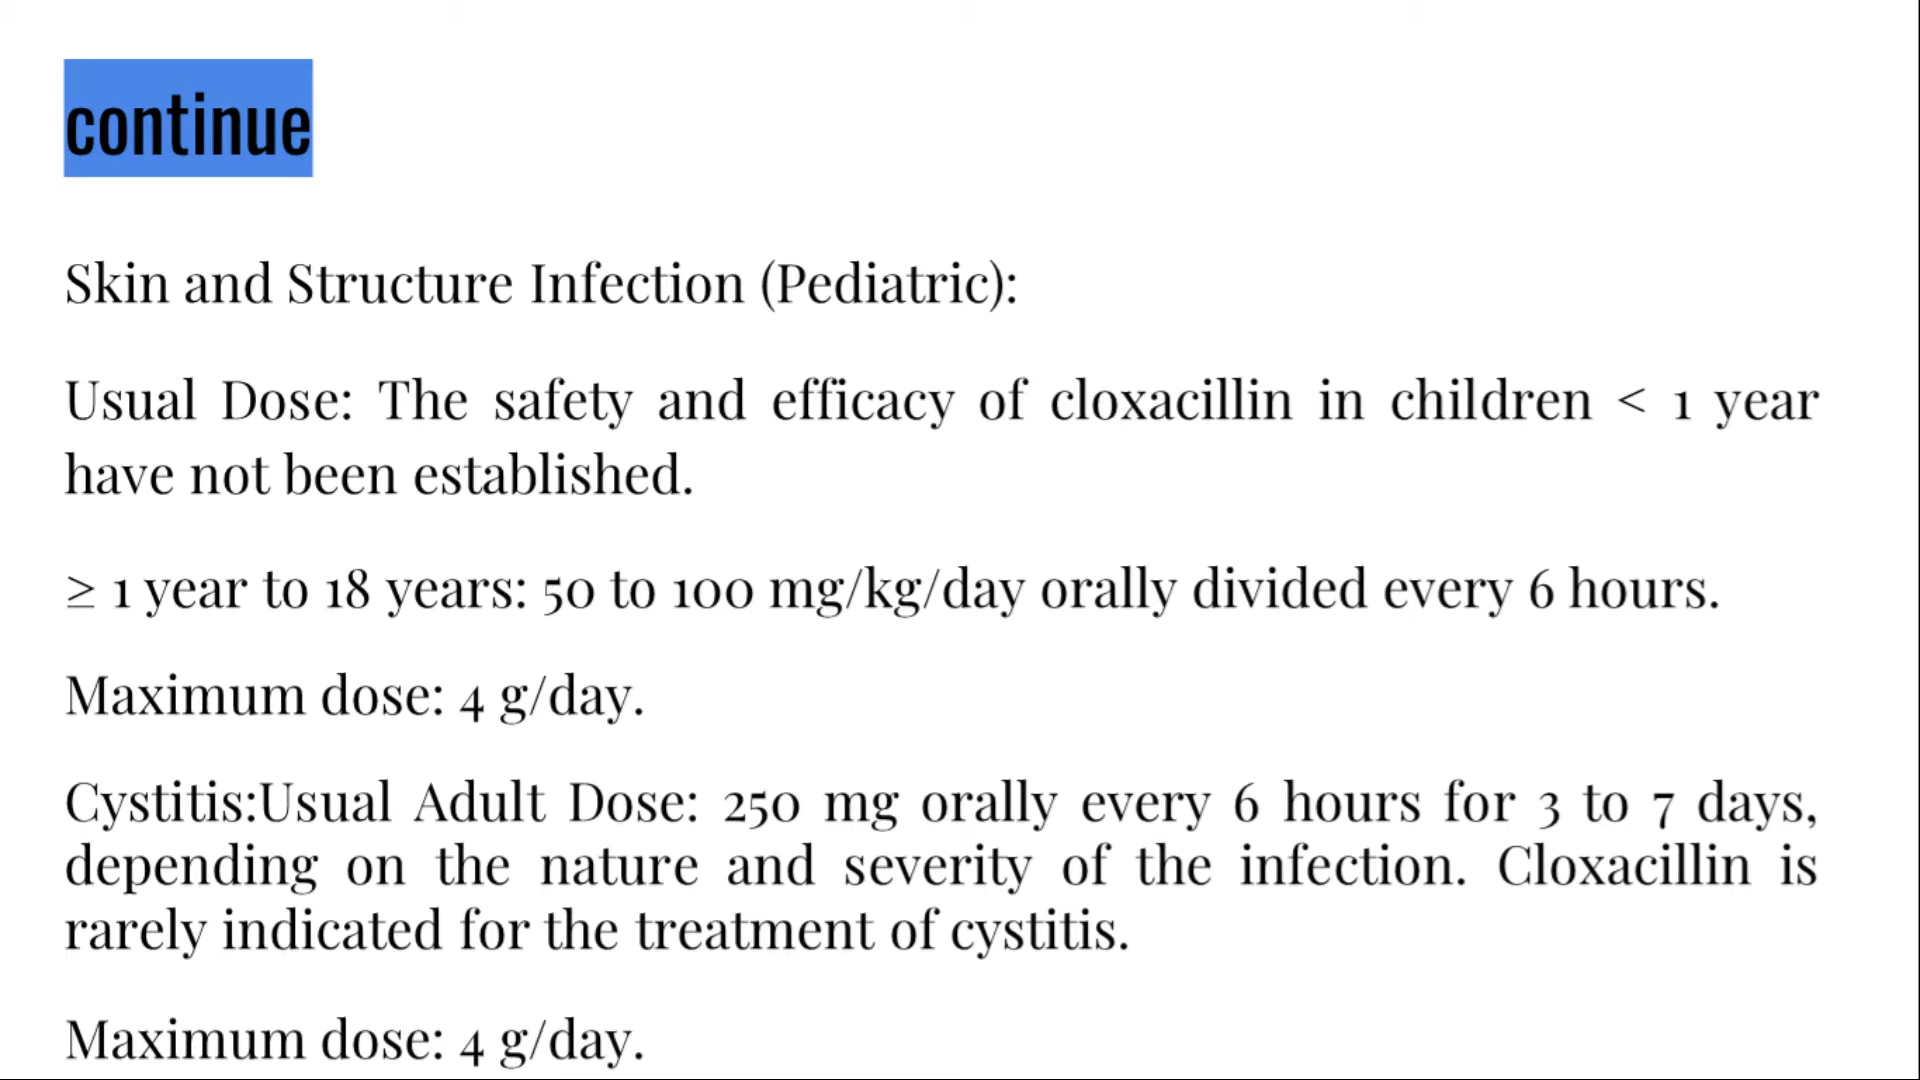 continue
Skin and Structure Infection (Pediatric):
Usual Dose: The safety and efficacy of cloxacillin in children < 1 year
have not been established.
≥ 1 year to 18 years: 50 to 100 mg/kg/day orally divided every 6 hours.
Maximum dose: 4 g/day.
Cystitis:Usual Adult Dose: 250 mg orally every 6 hours for 3 to 7 days,
depending on the nature and severity of the infection. Cloxacillin is
rarely indicated for the treatment of cystitis.
Maximum dose: 4 g/day.